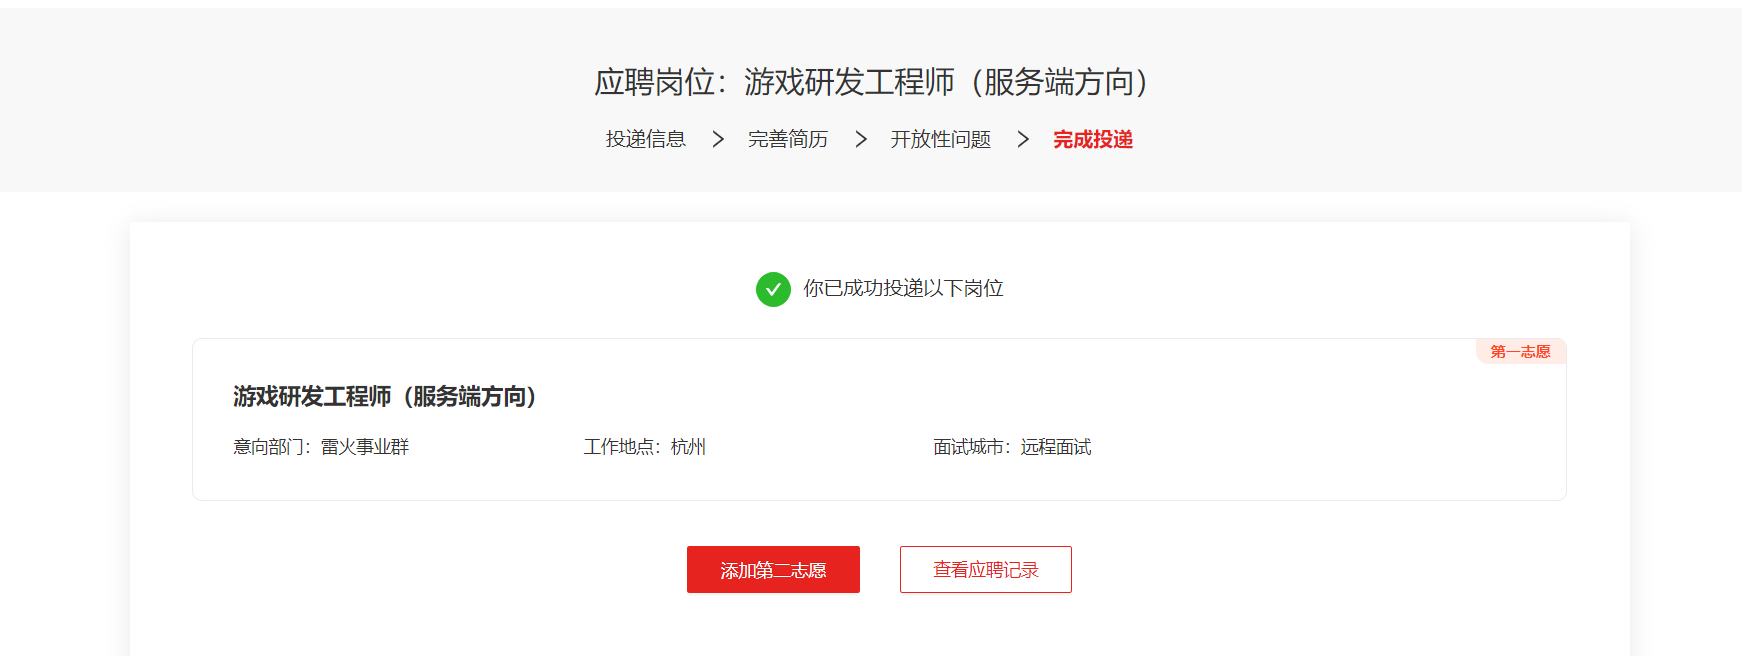 应聘岗位：游戏研发工程师（服务端方向）
投递信息 > 完善简历 > 开放性问题 > 完成投递
你已成功投递以下岗位
第一志愿
游戏研发工程师（服务端方向）
意向部门：雷火事业群 工作地点：杭州 面试城市：远程面试
添加第二志愿 查看应聘记录